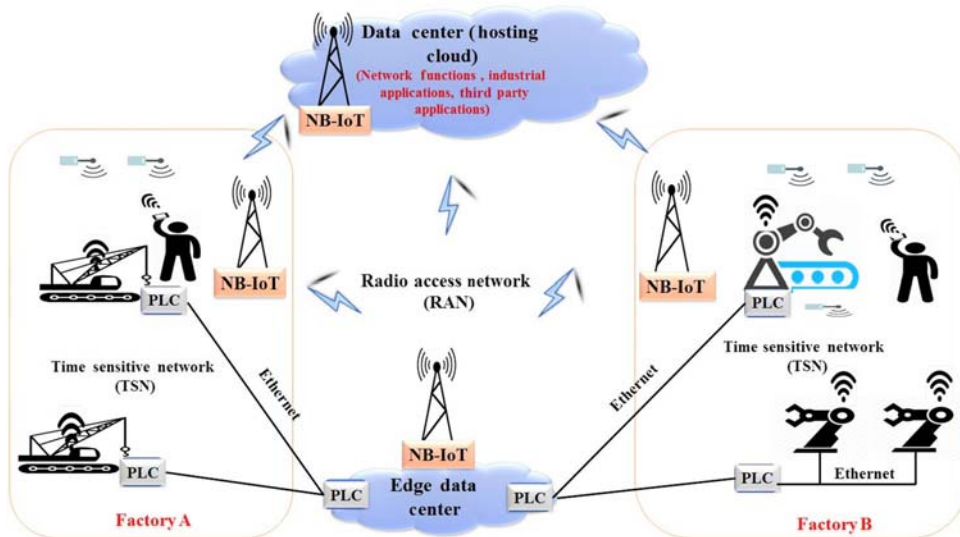 Data center (hosting
cloud)
(Network functions , industrial
applications, third party
applications)
NB-IoT
NB-IoT
PLC
Time sensitive network
(TSN)
Ethernet
PLC
Factory A
Radio access network
(RAN)
NB-IoT
PLC
Edge data
center
PLC
NB-IoT
PLC
Time sensitive network
(TSN)
Ethernet
PLC
Ethernet
Factory B